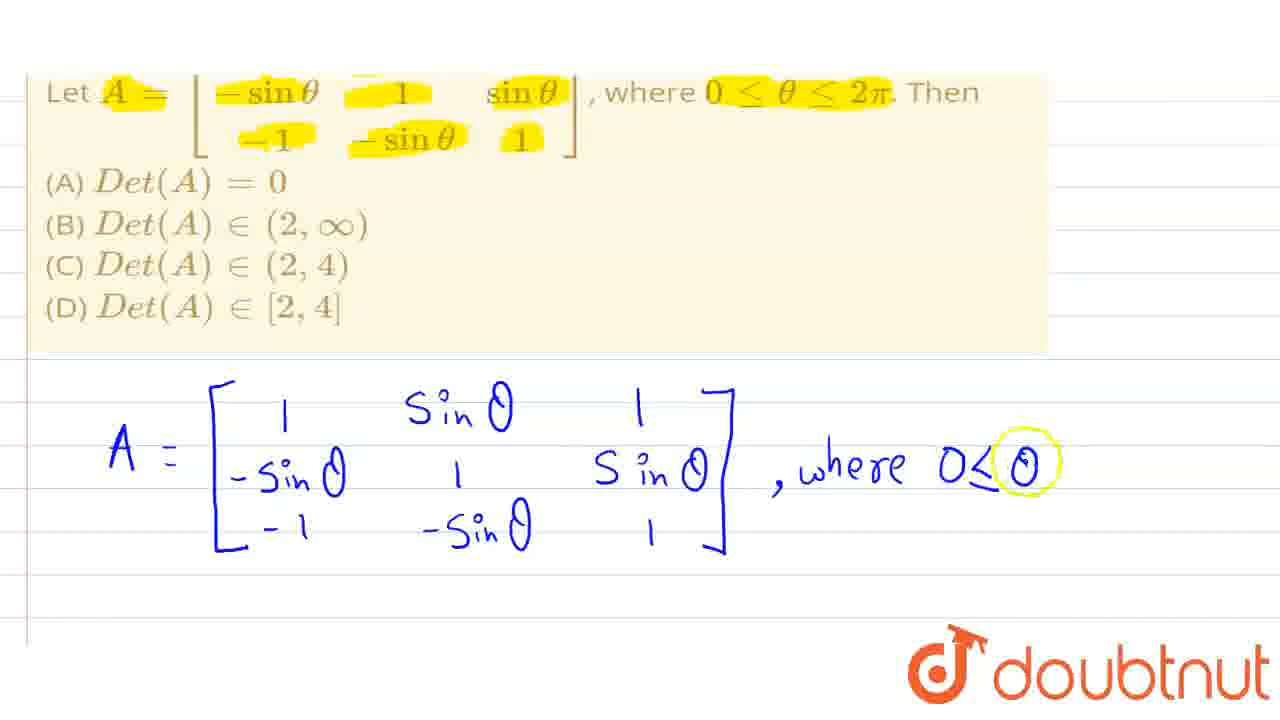 Let A = [ − sin θ 1 sin θ ] , where 0 ≤ θ ≤ 2π. Then
−1 − sin θ 1
(A) Det(A) = 0
(B) Det(A) ∈ (2, ∞)
(C) Det(A) ∈ (2, 4)
(D) Det(A) ∈ [2, 4]
1 Sin θ 1
A = [ -Sin θ 1 Sin θ ] , where 0 ≤ θ
-1 -Sin θ 1
doubtnut